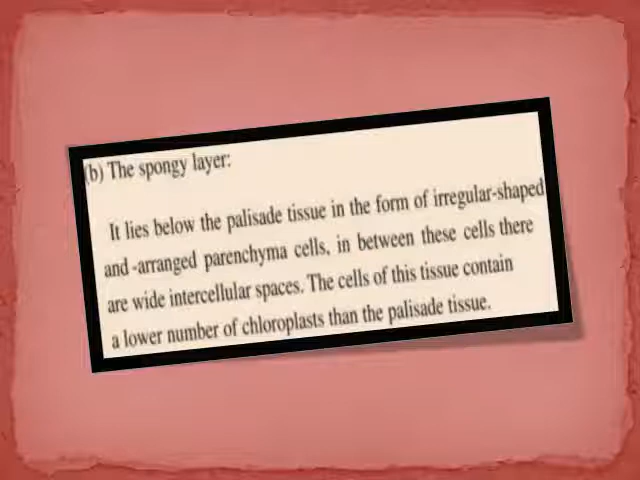 (b) The spongy layer:
It lies below the palisade tissue in the form of irregular-shaped
and -arranged parenchyma cells, in between these cells there
are wide intercellular spaces. The cells of this tissue contain
a lower number of chloroplasts than the palisade tissue.